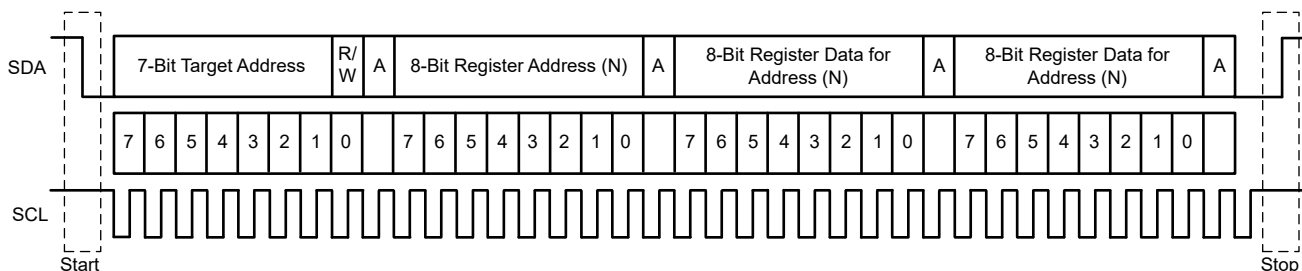 SDA
7-Bit Target Address
R/
W
A
8-Bit Register Address (N)
A
8-Bit Register Data for
Address (N)
A
8-Bit Register Data for
Address (N)
A
7 6 5 4 3 2 1 0 7 6 5 4 3 2 1 0 7 6 5 4 3 2 1 0 7 6 5 4 3 2 1 0
SCL
Start
Stop